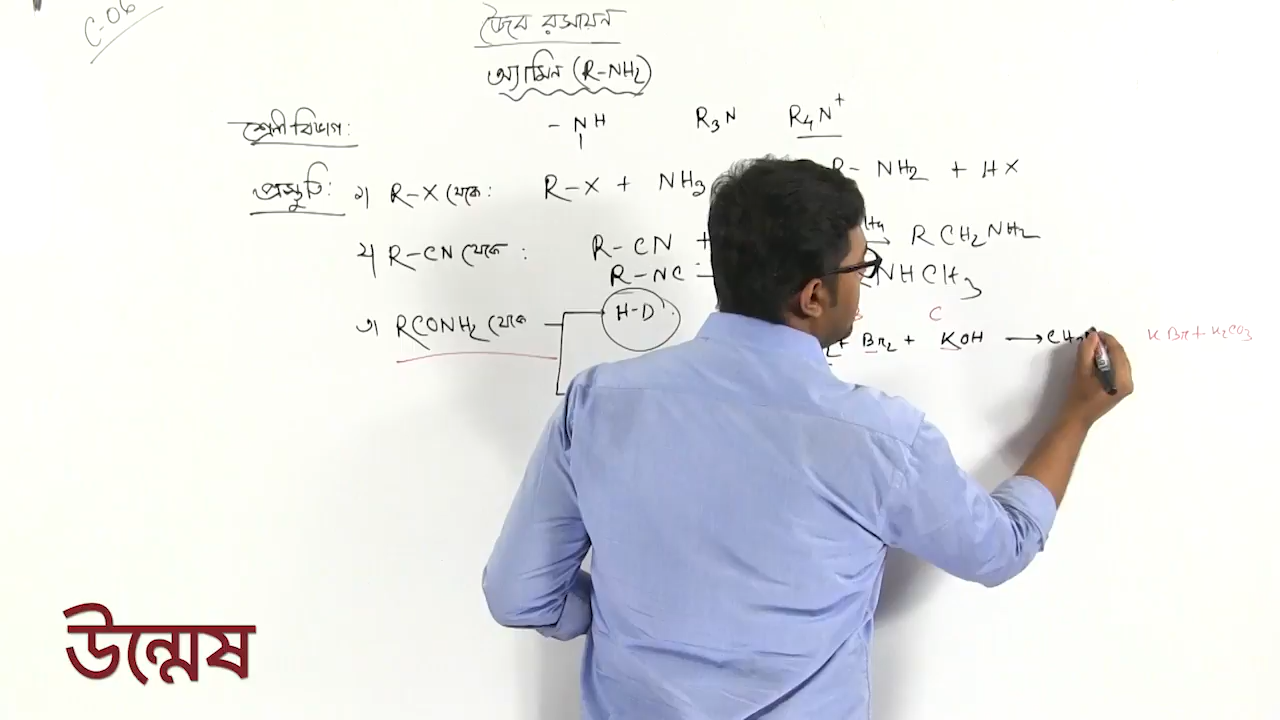 C-06
জৈব রসায়ন
অ্যামিন (R-NH2)
শ্রেনীবিভাগ: -NH R3N R4N+
প্রস্তুতি: ১) R-X থেকে: R-X + NH3 R- NH2 + HX
২) R-CN থেকে : R-CN + RCH2NH2
R-NC NHCH3
৩) RCONH2 থেকে H-D C
+ Br2 + KOH → CH3 KBr + K2CO3
উন্মেষ